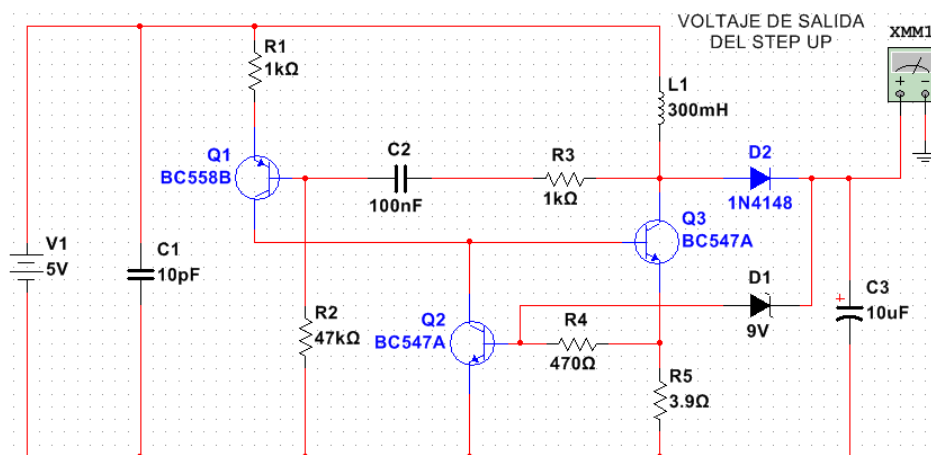 VOLTAJE DE SALIDA
DEL STEP UP
XMM1
R1
1kΩ
L1
300mH
Q1
BC558B
C2
100nF
R3
1kΩ
D2
1N4148
Q3
BC547A
V1
5V
C1
10pF
R2
47kΩ
Q2
BC547A
R4
470Ω
D1
9V
C3
10uF
R5
3.9Ω